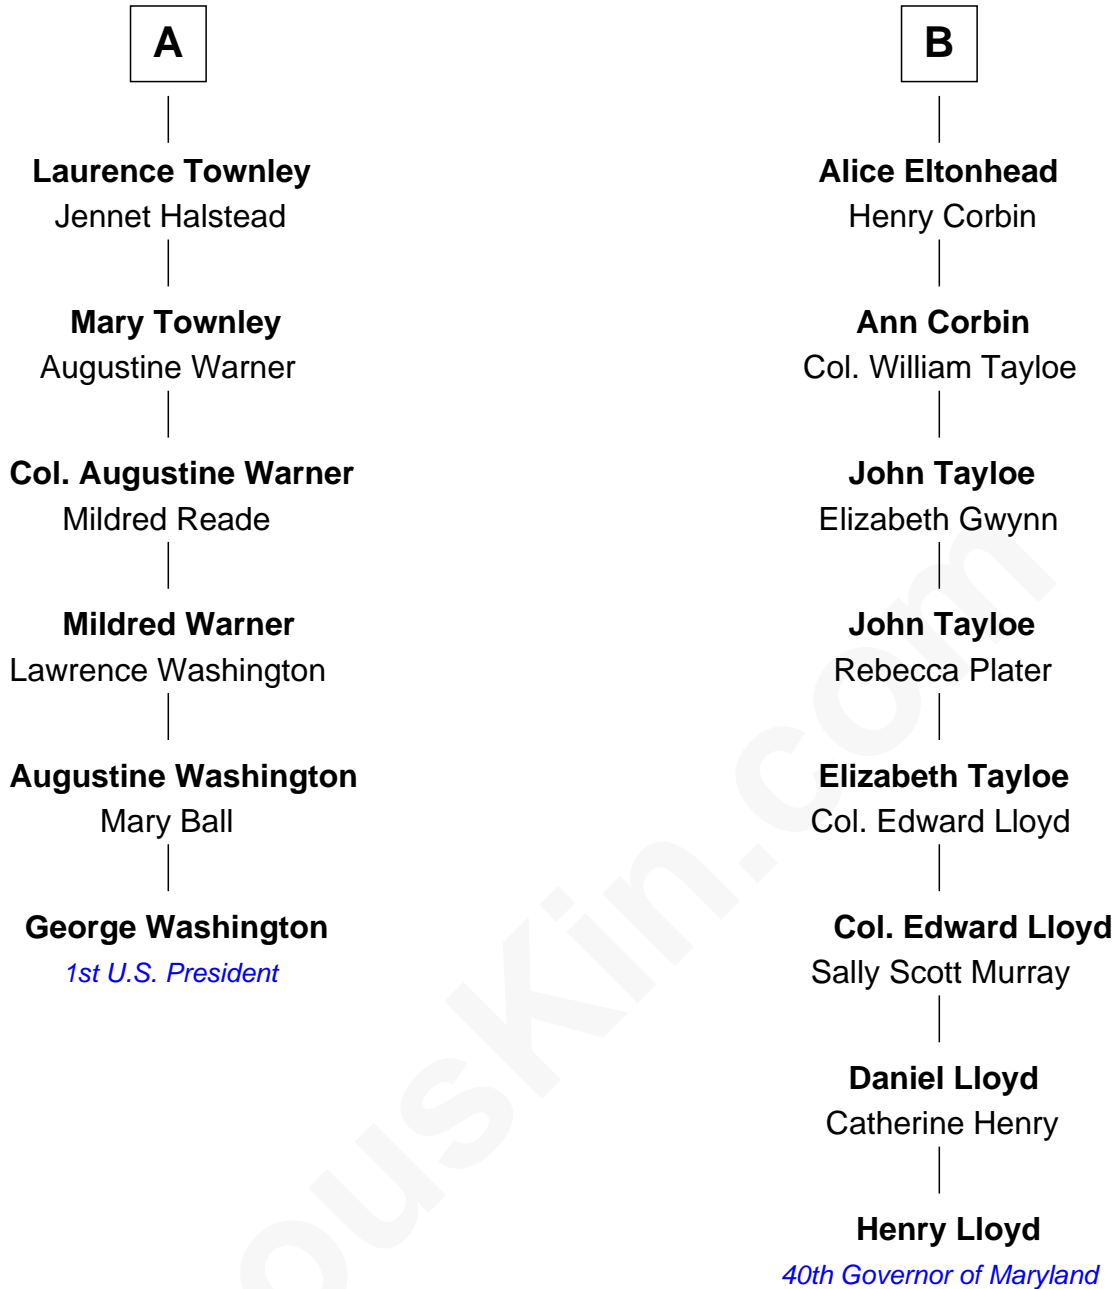 A
Laurence Townley
Jennet Halstead
Mary Townley
Augustine Warner
Col. Augustine Warner
Mildred Reade
Mildred Warner
Lawrence Washington
Augustine Washington
Mary Ball
George Washington
1st U.S. President
B
Alice Eltonhead
Henry Corbin
Ann Corbin
Col. William Tayloe
John Tayloe
Elizabeth Gwynn
John Tayloe
Rebecca Plater
Elizabeth Tayloe
Col. Edward Lloyd
Col. Edward Lloyd
Sally Scott Murray
Daniel Lloyd
Catherine Henry
Henry Lloyd
40th Governor of Maryland
ousKin.com